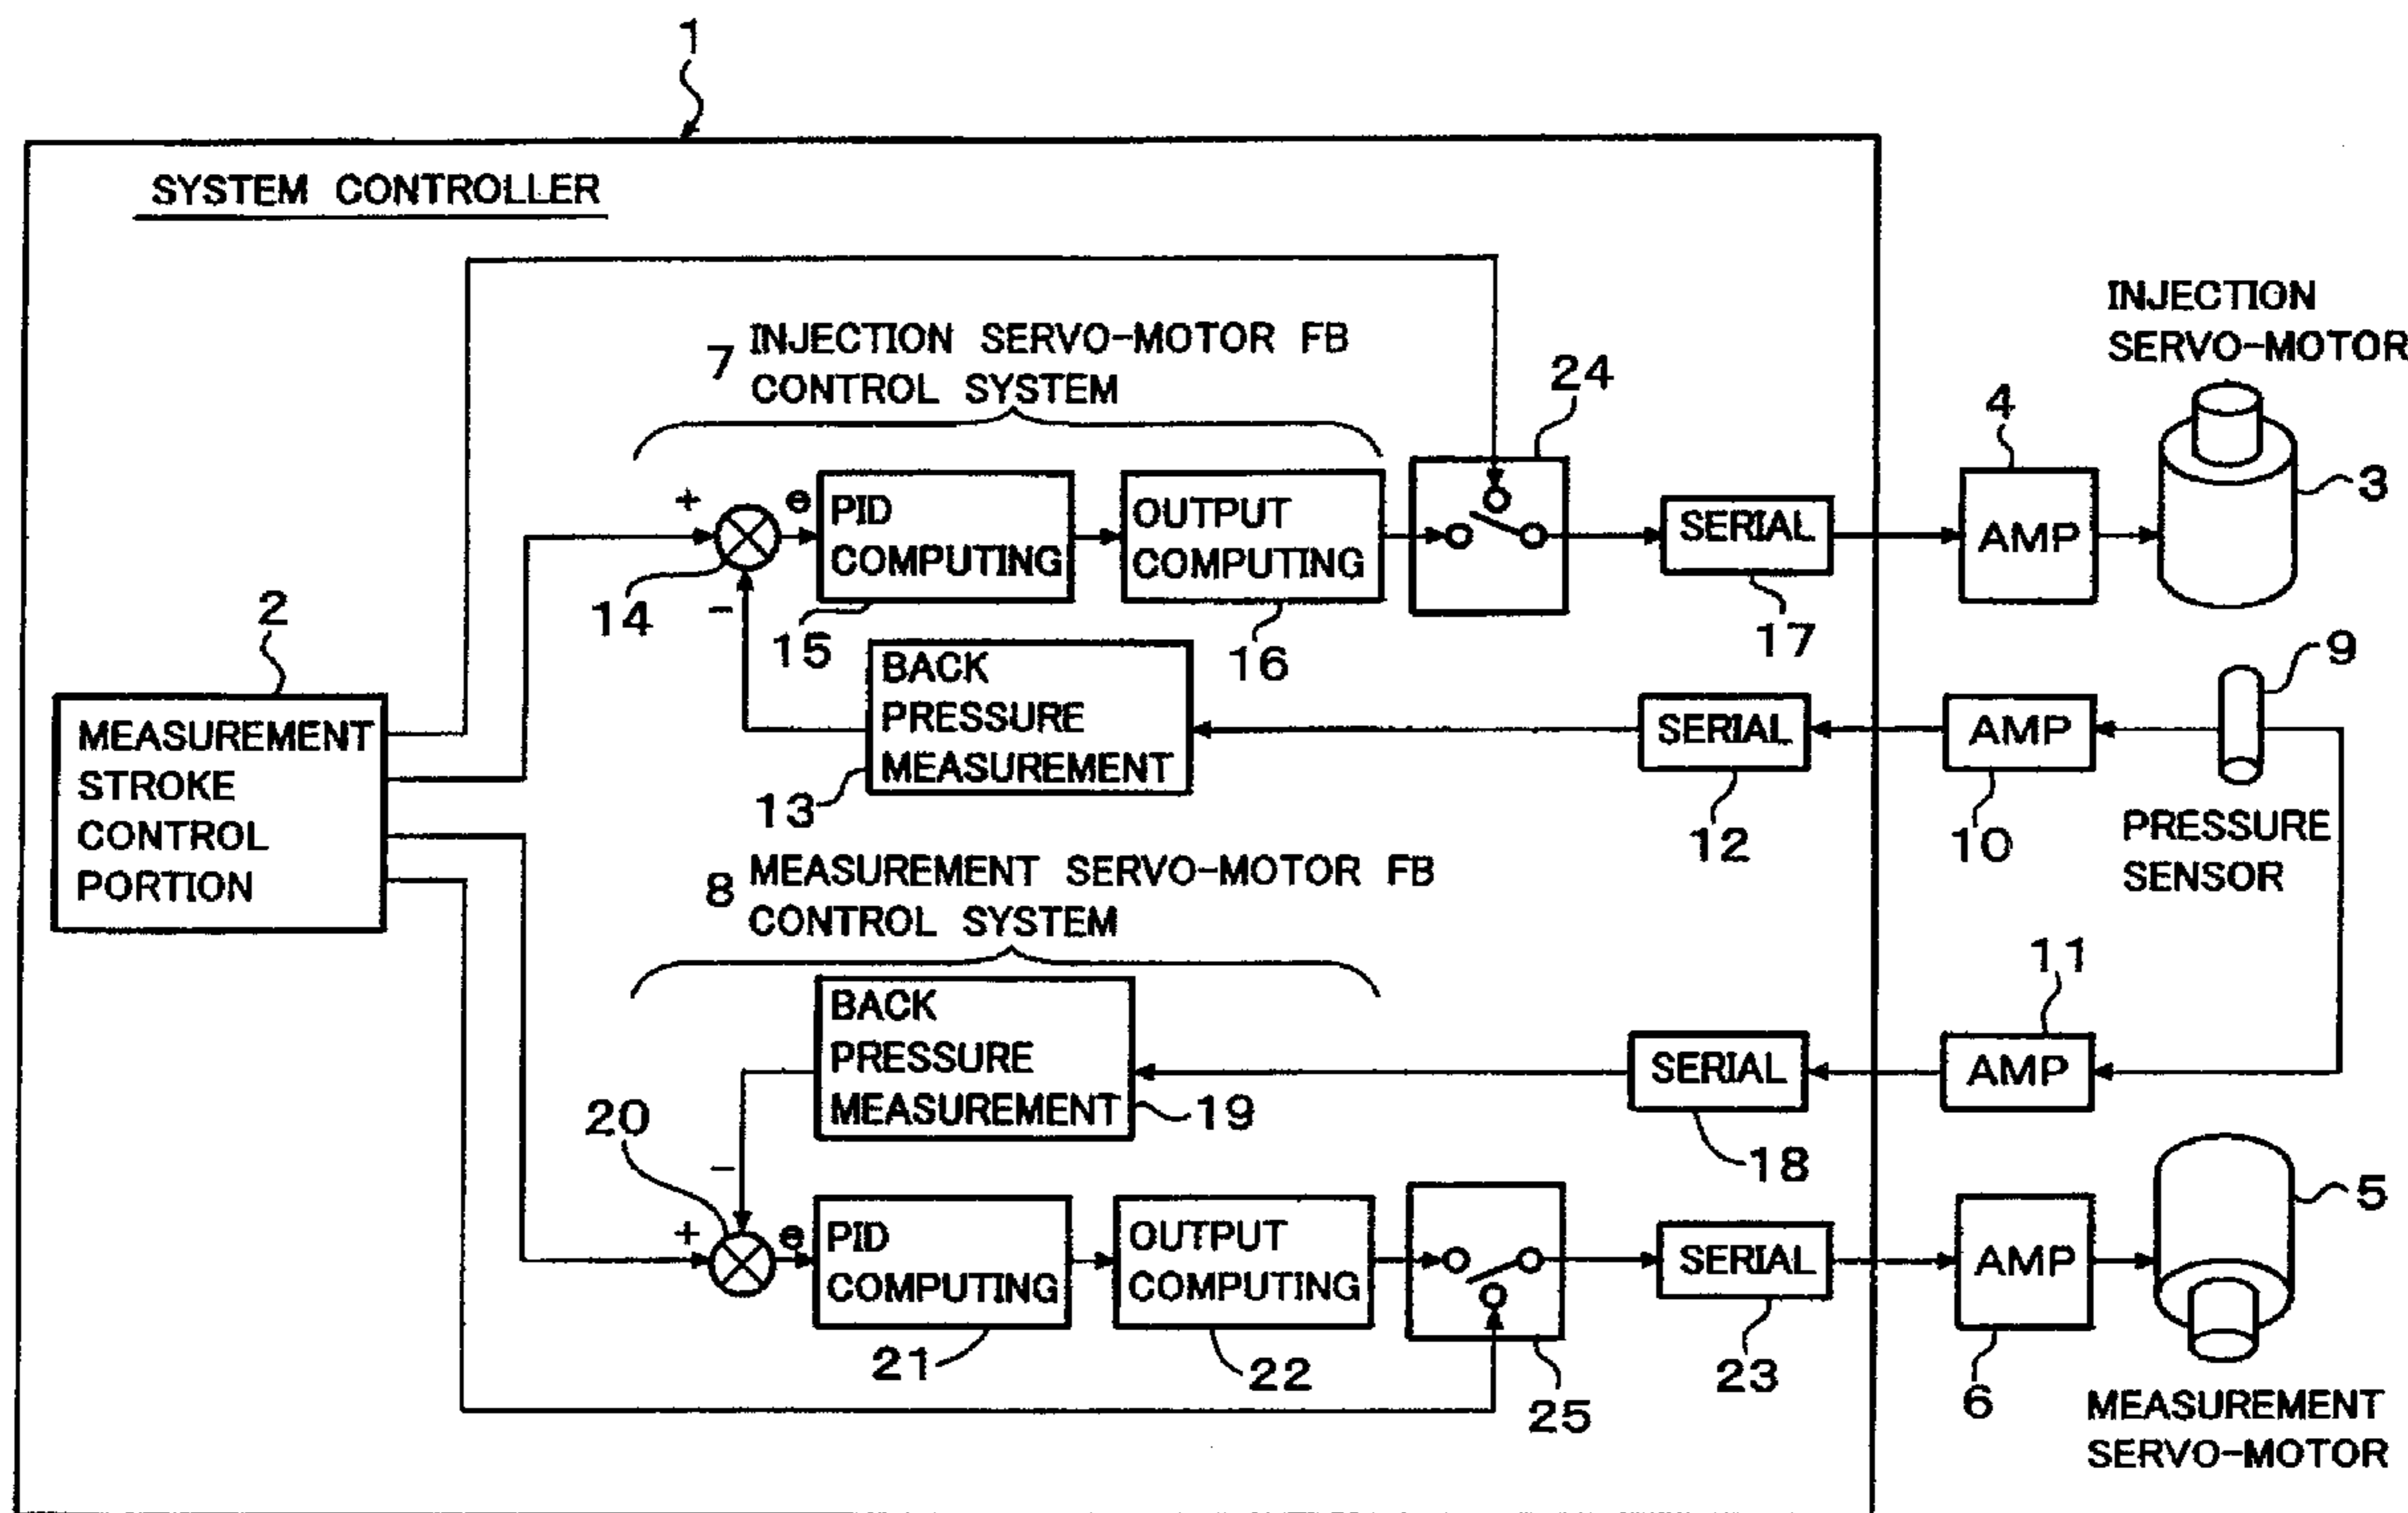 1
SYSTEM CONTROLLER
7 INJECTION SERVO-MOTOR FB
CONTROL SYSTEM
24
INJECTION
SERVO-MOTOR
4
3
+
e
PID
COMPUTING
OUTPUT
COMPUTING
SERIAL
AMP
14
-
15
16
17
2
MEASUREMENT
STROKE
CONTROL
PORTION
BACK
PRESSURE
MEASUREMENT
13
SERIAL
12
AMP
10
9
PRESSURE
SENSOR
8 MEASUREMENT SERVO-MOTOR FB
CONTROL SYSTEM
BACK
PRESSURE
MEASUREMENT
19
SERIAL
18
AMP
11
20
-
+
e
PID
COMPUTING
21
OUTPUT
COMPUTING
22
25
SERIAL
23
AMP
6
5
MEASUREMENT
SERVO-MOTOR